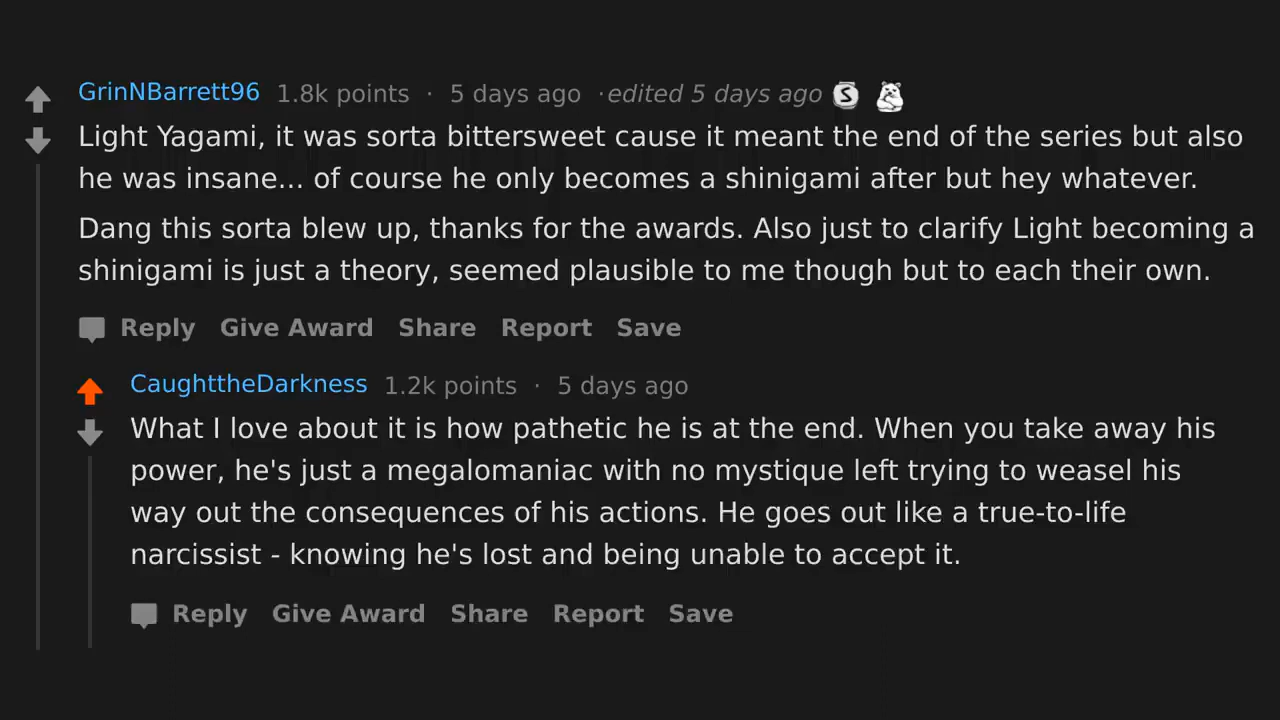 GrinNBarrett96 1.8k points · 5 days ago ·edited 5 days ago S
Light Yagami, it was sorta bittersweet cause it meant the end of the series but also
he was insane... of course he only becomes a shinigami after but hey whatever.
Dang this sorta blew up, thanks for the awards. Also just to clarify Light becoming a
shinigami is just a theory, seemed plausible to me though but to each their own.
Reply Give Award Share Report Save
CaughttheDarkness 1.2k points · 5 days ago
What I love about it is how pathetic he is at the end. When you take away his
power, he's just a megalomaniac with no mystique left trying to weasel his
way out the consequences of his actions. He goes out like a true-to-life
narcissist - knowing he's lost and being unable to accept it.
Reply Give Award Share Report Save